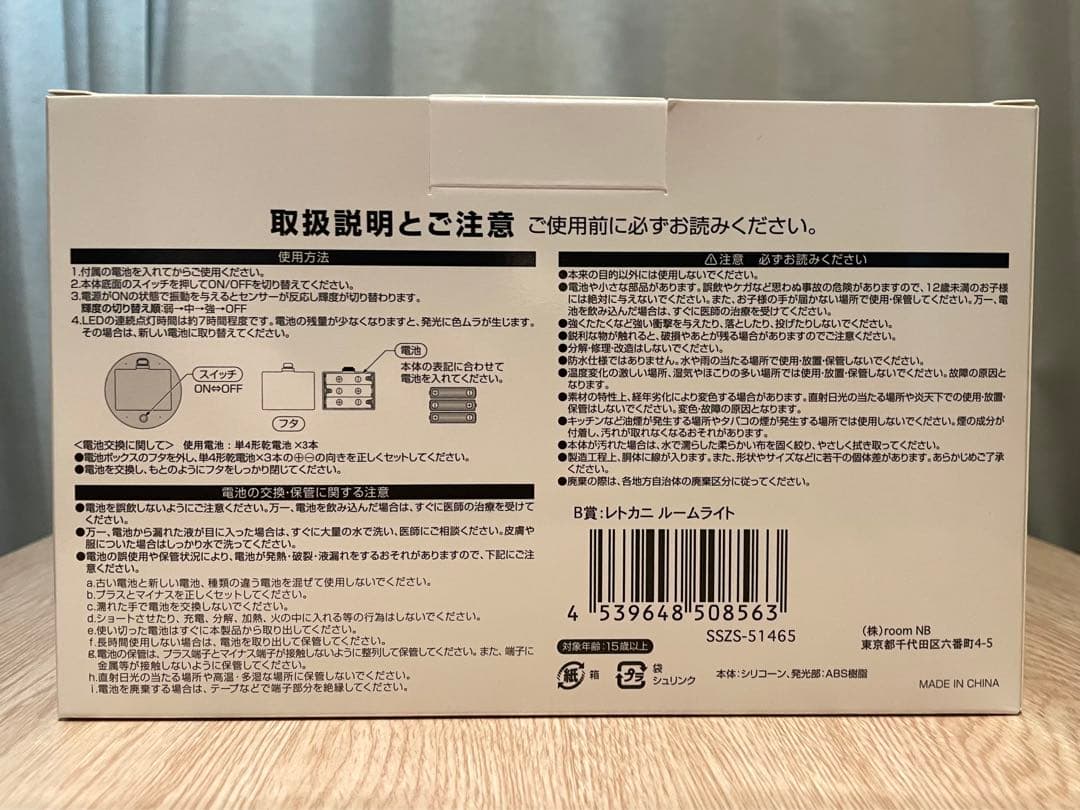 取扱説明とご注意 ご使用前に必ずお読みください。
使用方法
1.付属の電池を入れてからご使用ください。
2.本体底面のスイッチを押してON/OFFを切り替えてください。
3.電源がONの状態で振動を与えるとセンサーが反応し輝度が切り替わります。
輝度の切り替え順:弱→中→強→OFF
4.LEDの連続点灯時間は約7時間程度です。電池の残量が少なくなりますと、発光に色ムラが生じます。
その場合は、新しい電池に取り替えてください。
スイッチ
ON⇔OFF
フタ
電池
本体の表記に合わせて
電池を入れてください。
<電池交換に関して> 使用電池:単4形乾電池×3本
●電池ボックスのフタを外し、単4形乾電池×3本の⊕⊖の向きを正しくセットしてください。
●電池を交換し、もとのようにフタをしっかり閉じてください。
電池の交換・保管に関する注意
●電池を誤飲しないようにご注意ください。万一、電池を飲み込んだ場合は、すぐに医師の治療を受けて
ください。
●万一、電池から漏れた液が目に入った場合は、すぐに大量の水で洗い、医師にご相談ください。皮膚や
服についた場合はしっかり水で洗ってください。
●電池の誤使用や保管状況により、電池が発熱・破裂・液漏れをするおそれがありますので、下記にご注
意ください。
a.古い電池と新しい電池、種類の違う電池を混ぜて使用しないでください。
b.プラスとマイナスを正しくセットしてください。
c.濡れた手で電池を交換しないでください。
d.ショートさせたり、充電、分解、加熱、火の中に入れる等の行為はしないでください。
e.使い切った電池はすぐに本製品から取り出してください。
f.長時間使用しない場合は、電池を取り出して保管してください。
g.電池の保管は、プラス端子とマイナス端子が接触しないように整列して保管してください。また、端子に
金属等が接触しないように保管してください。
h.直射日光の当たる場所や高温・多湿な場所に保管しないでください。
i.電池を廃棄する場合は、テープなどで端子部分を絶縁してください。
⚠注意 必ずお読みください
●本来の目的以外には使用しないでください。
●電池や小さな部品があります。誤飲やケガなど思わぬ事故の危険がありますので、12歳未満のお子様
には絶対に与えないでください。また、お子様の手が届かない場所で使用・保管してください。万一、電
池を飲み込んだ場合は、すぐに医師の治療を受けてください。
●強くたたくなど強い衝撃を与えたり、落としたり、投げたりしないでください。
●鋭利な物が触れると、破損やあとが残る場合がありますのでご注意ください。
●分解・修理・改造はしないでください。
●防水仕様ではありません。水や雨の当たる場所で使用・放置・保管しないでください。
●温度変化の激しい場所、湿気やほこりの多い場所では使用・放置・保管しないでください。故障の原因と
なります。
●素材の特性上、経年劣化により変色する場合があります。直射日光の当たる場所や炎天下での使用・放置・
保管はしないでください。変色・故障の原因となります。
●キッチンなど油煙が発生する場所やタバコの煙が発生する場所では使用しないでください。煙の成分が
付着し、汚れが取れなくなるおそれがあります。
●本体が汚れた場合は、水で濡らした柔らかい布を固く絞り、やさしく拭き取ってください。
●製造工程上、胴体に線が入ります。また、形状やサイズなどに若干の個体差があります。あらかじめご了承
ください。
●廃棄の際は、各地方自治体の廃棄区分に従ってください。
B賞:レトカニ ルームライト
4 539648 508563
SSZS-51465
対象年齢:15歳以上
紙 箱
プラ 袋
シュリンク
本体:シリコーン、発光部:ABS樹脂
(株)room NB
東京都千代田区六番町4-5
MADE IN CHINA